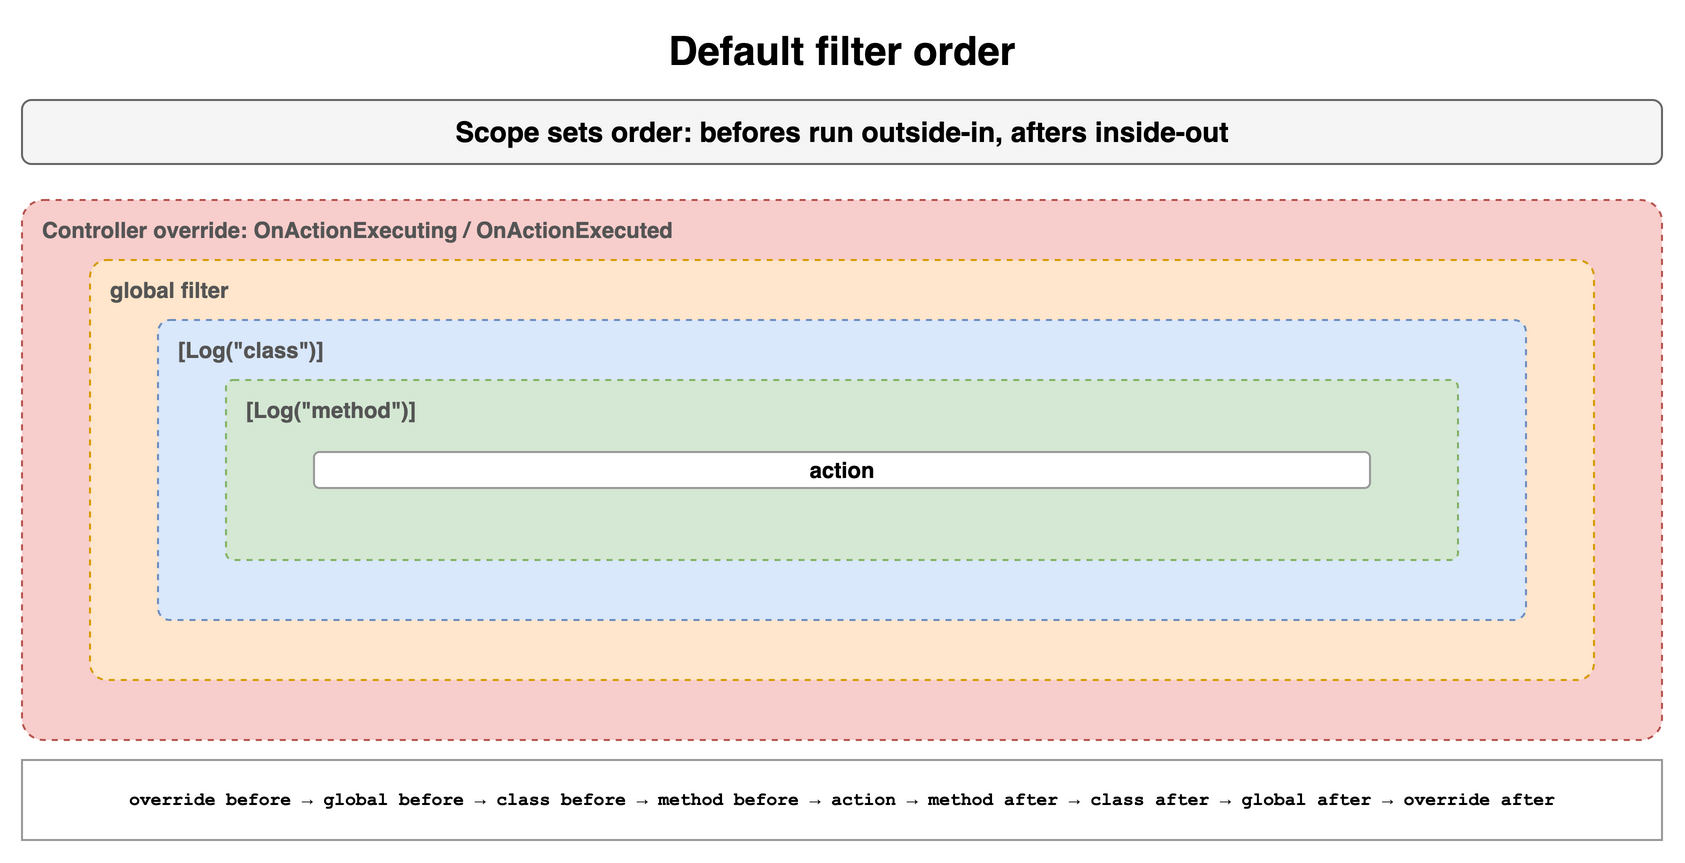 Default filter order
Scope sets order: befores run outside-in, afters inside-out
Controller override: OnActionExecuting / OnActionExecuted
global filter
[Log("class")]
[Log("method")]
action
override before → global before → class before → method before → action → method after → class after → global after → override after